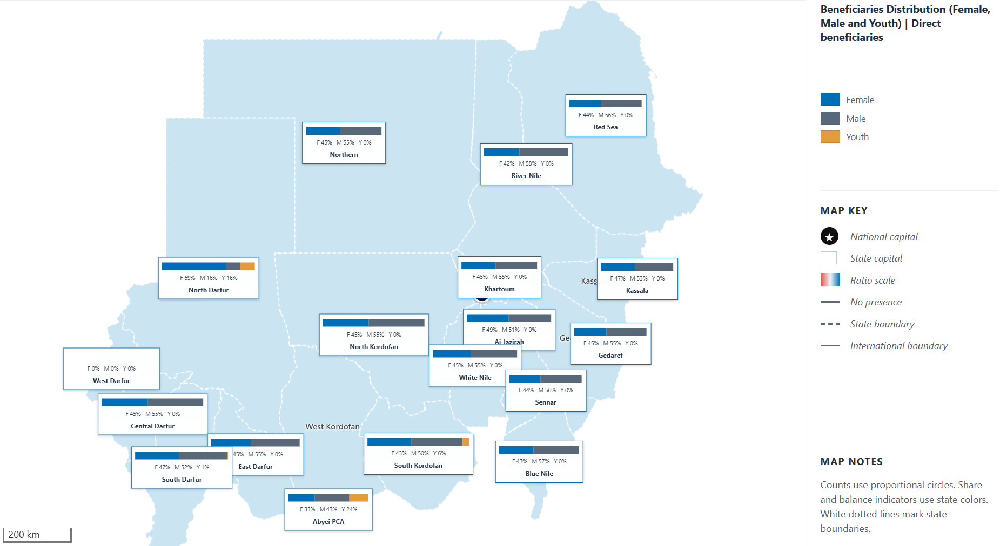 Beneficiaries Distribution (Female,
Male and Youth) | Direct
beneficiaries
Female
Male
Youth
MAP KEY
National capital
State capital
Ratio scale
No presence
State boundary
International boundary
MAP NOTES
Counts use proportional circles. Share
and balance indicators use state colors.
White dotted lines mark state
boundaries.
F 44% M 56% Y 0%
Red Sea
F 45% M 55% Y 0%
Northern
F 42% M 58% Y 0%
River Nile
F 69% M 16% Y 16%
North Darfur
F 45% M 55% Y 0%
Khartoum
Kass
F 47% M 53% Y 0%
Kassala
F 45% M 55% Y 0%
North Kordofan
F 49% M 51% Y 0%
Al Jazirah
Ge
F 45% M 55% Y 0%
Gedaref
F 0% M 0% Y 0%
West Darfur
F 45% M 55% Y 0%
White Nile
F 44% M 56% Y 0%
Sennar
F 45% M 55% Y 0%
Central Darfur
West Kordofan
45% M 55% Y 0%
East Darfur
F 47% M 52% Y 1%
South Darfur
F 43% M 50% Y 6%
South Kordofan
F 43% M 57% Y 0%
Blue Nile
F 33% M 43% Y 24%
Abyei PCA
200 km